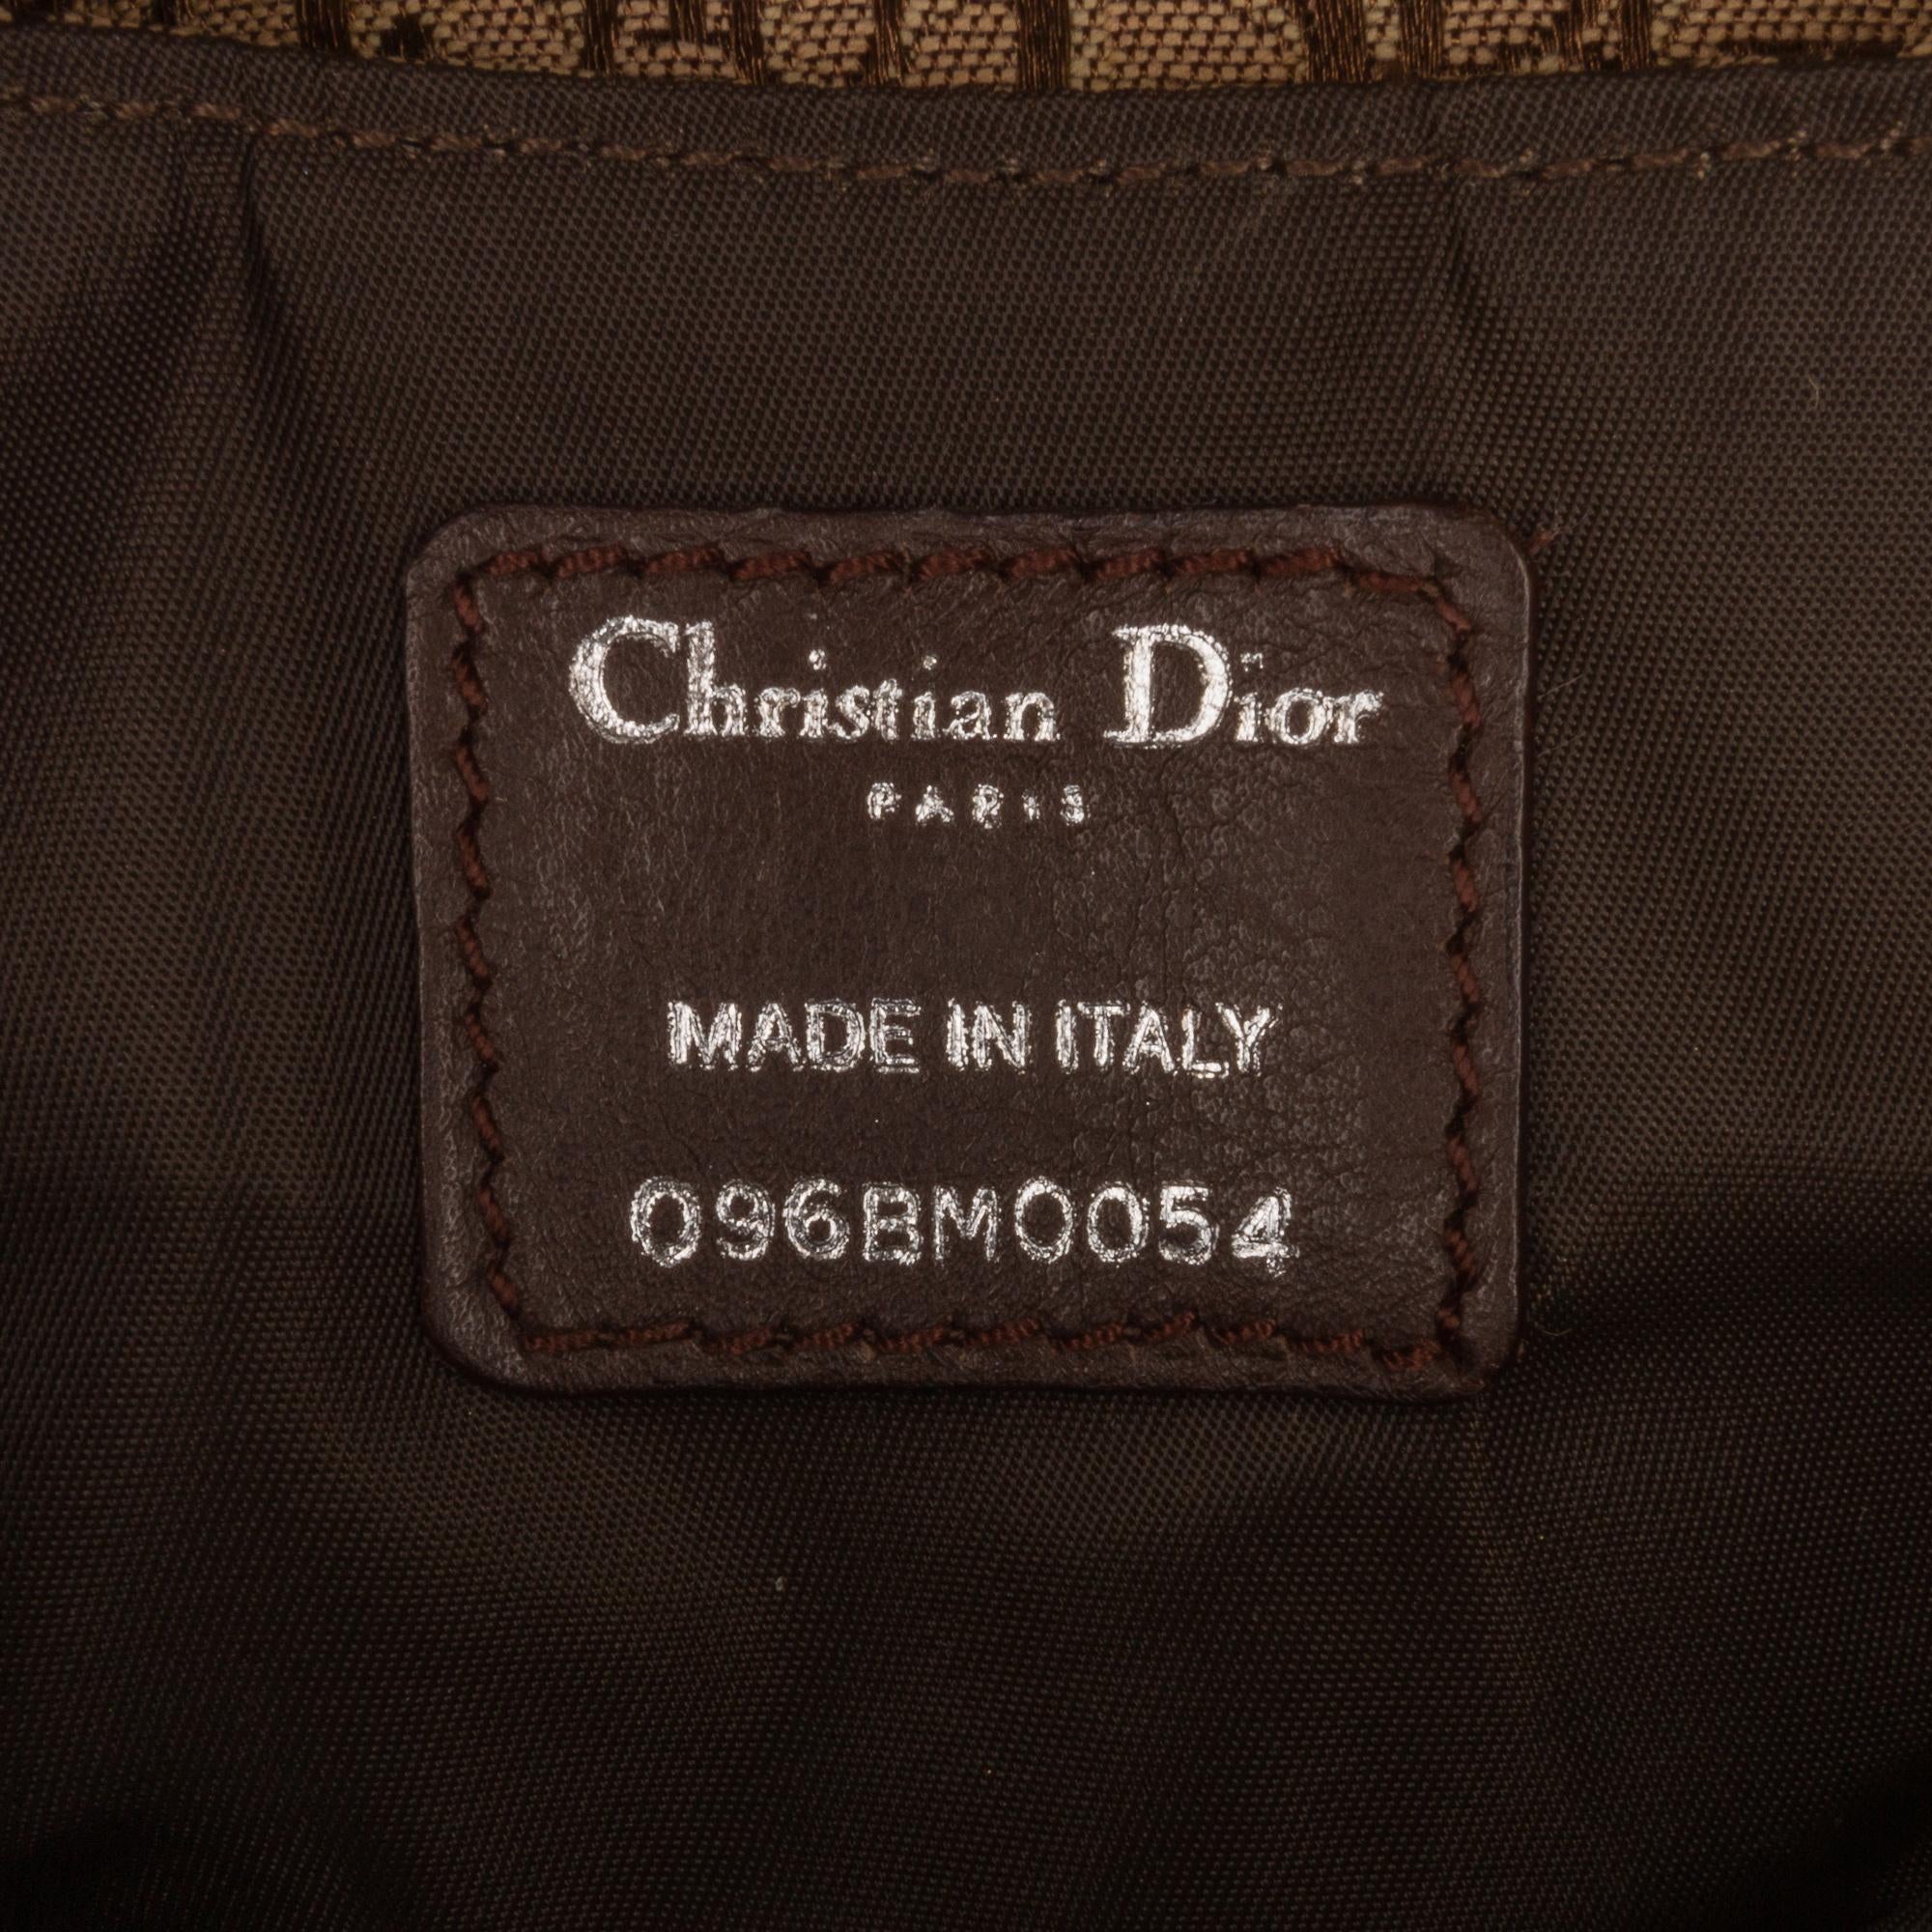 Christian Dior
PARIS
MADE IN ITALY
096BM0054